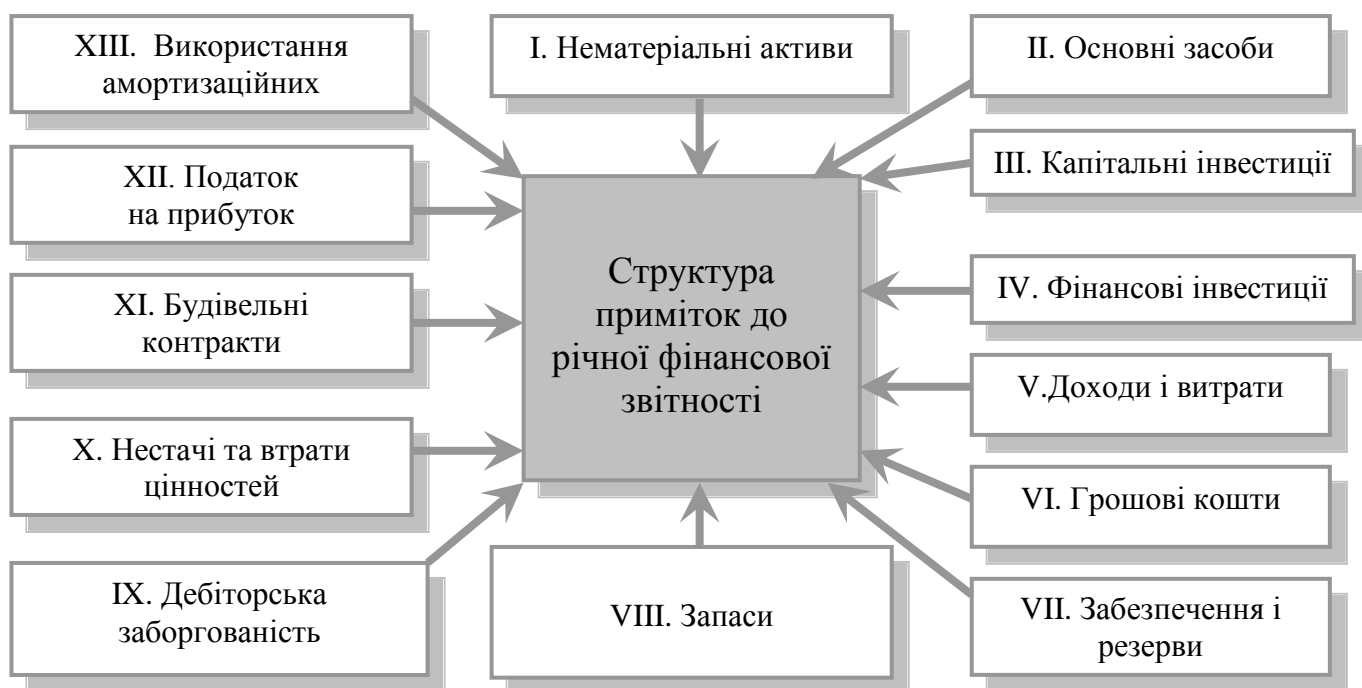 XIII. Використання
амортизаційних
I. Нематеріальні активи
II. Основні засоби
XII. Податок
на прибуток
III. Капітальні інвестиції
Структура
приміток до
річної фінансової
звітності
XI. Будівельні
контракти
IV. Фінансові інвестиції
V.Доходи і витрати
X. Нестачі та втрати
цінностей
VI. Грошові кошти
IX. Дебіторська
заборгованість
VIII. Запаси
VII. Забезпечення і
резерви